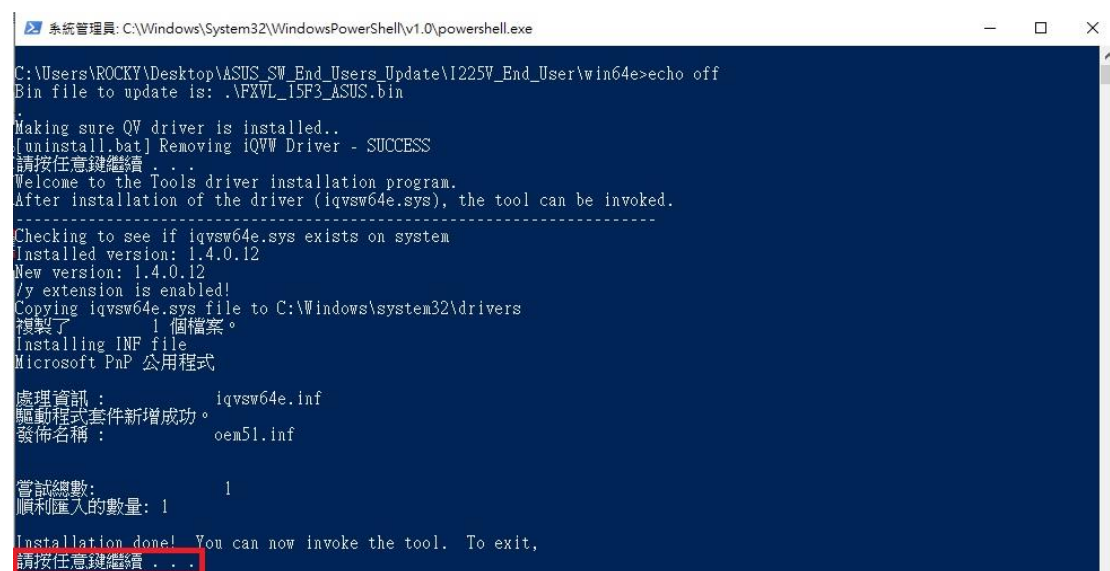 系統管理員: C:\Windows\System32\WindowsPowerShell\v1.0\powershell.exe
C:\Users\ROCKY\Desktop\ASUS_SW_End_Users_Update\I225V_End_User\win64e>echo off
Bin file to update is: .\FXVL_15F3_ASUS.bin
.
Making sure QV driver is installed..
[uninstall.bat] Removing iQVW Driver - SUCCESS
請按任意鍵繼續 . . .
Welcome to the Tools driver installation program.
After installation of the driver (iqvsw64e.sys), the tool can be invoked.
----------------------------------------------------------------------
Checking to see if iqvsw64e.sys exists on system
Installed version: 1.4.0.12
New version: 1.4.0.12
/y extension is enabled!
Copying iqvsw64e.sys file to C:\Windows\system32\drivers
複製了         1 個檔案。
Installing INF file
Microsoft PnP 公用程式
處理資訊 :            iqvsw64e.inf
驅動程式套件新增成功。
發佈名稱 :            oem51.inf
嘗試總數:              1
順利匯入的數量: 1
Installation done!  You can now invoke the tool.  To exit,
請按任意鍵繼續 . . .